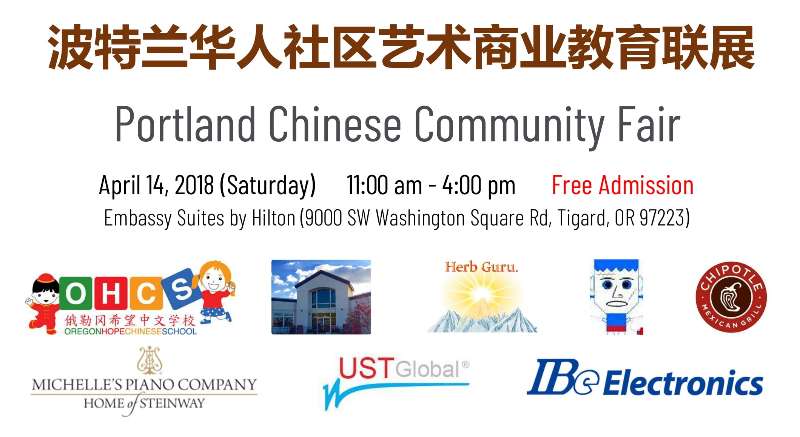 波特兰华人社区艺术商业教育联展
Portland Chinese Community Fair
April 14, 2018 (Saturday) 11:00 am - 4:00 pm Free Admission
Embassy Suites by Hilton (9000 SW Washington Square Rd, Tigard, OR 97223)
OHCS
俄勒冈希望中文学校
OREGONHOPECHINESESCHOOL
Herb Guru.
CHIPOTLE
MEXICAN GRILL
MICHELLE'S PIANO COMPANY
HOME of STEINWAY
UST Global®
IBe Electronics